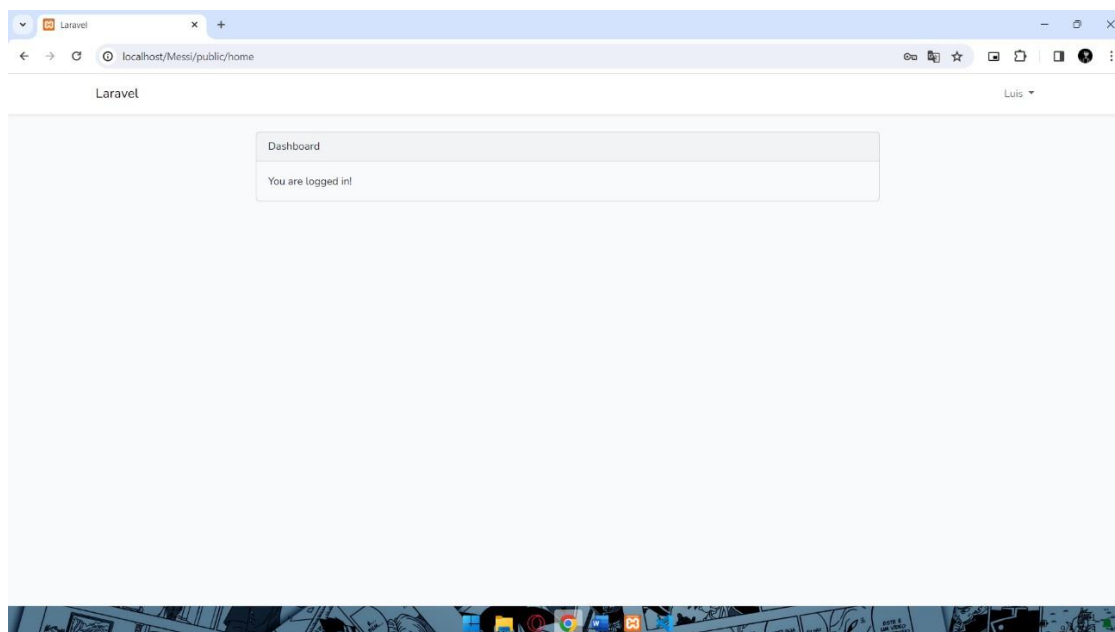 Laravel
localhost/Messi/public/home
Laravel
Luis
Dashboard
You are logged in!